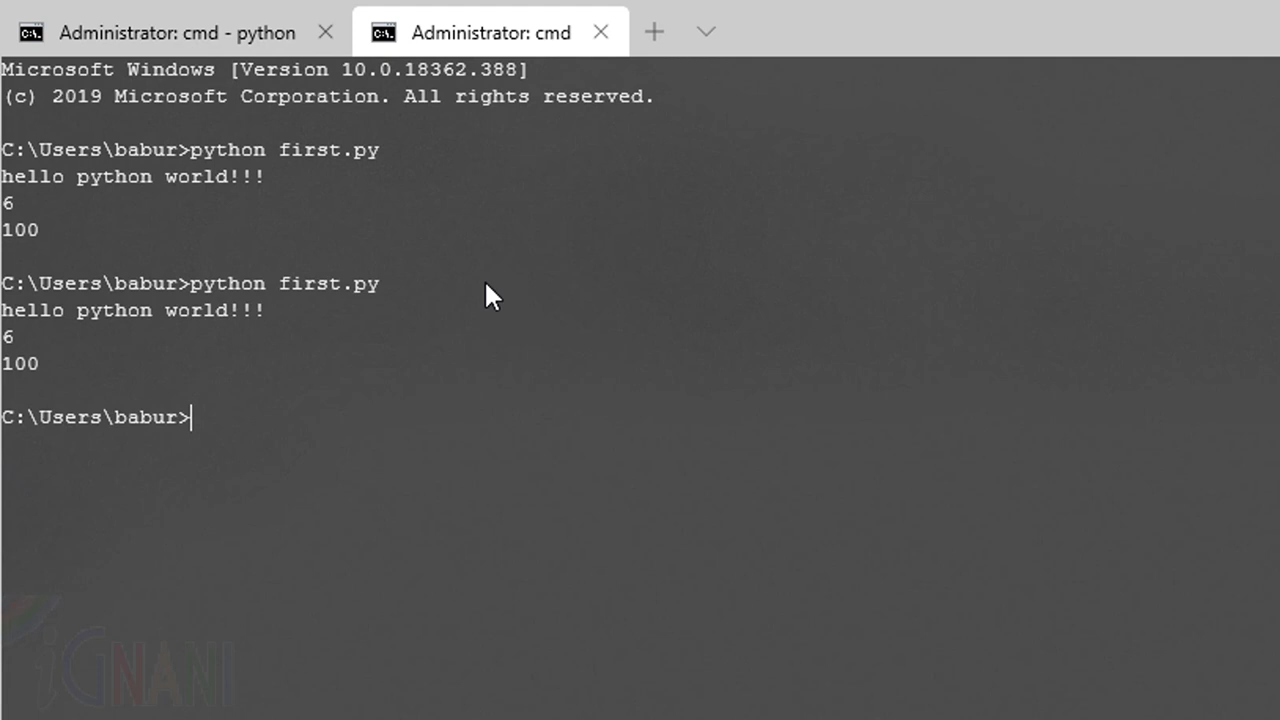 Administrator: cmd - python
Administrator: cmd
Microsoft Windows [Version 10.0.18362.388]
(c) 2019 Microsoft Corporation. All rights reserved.
C:\Users\babur>python first.py
hello python world!!!
6
100
C:\Users\babur>python first.py
hello python world!!!
6
100
C:\Users\babur>
iGNANI